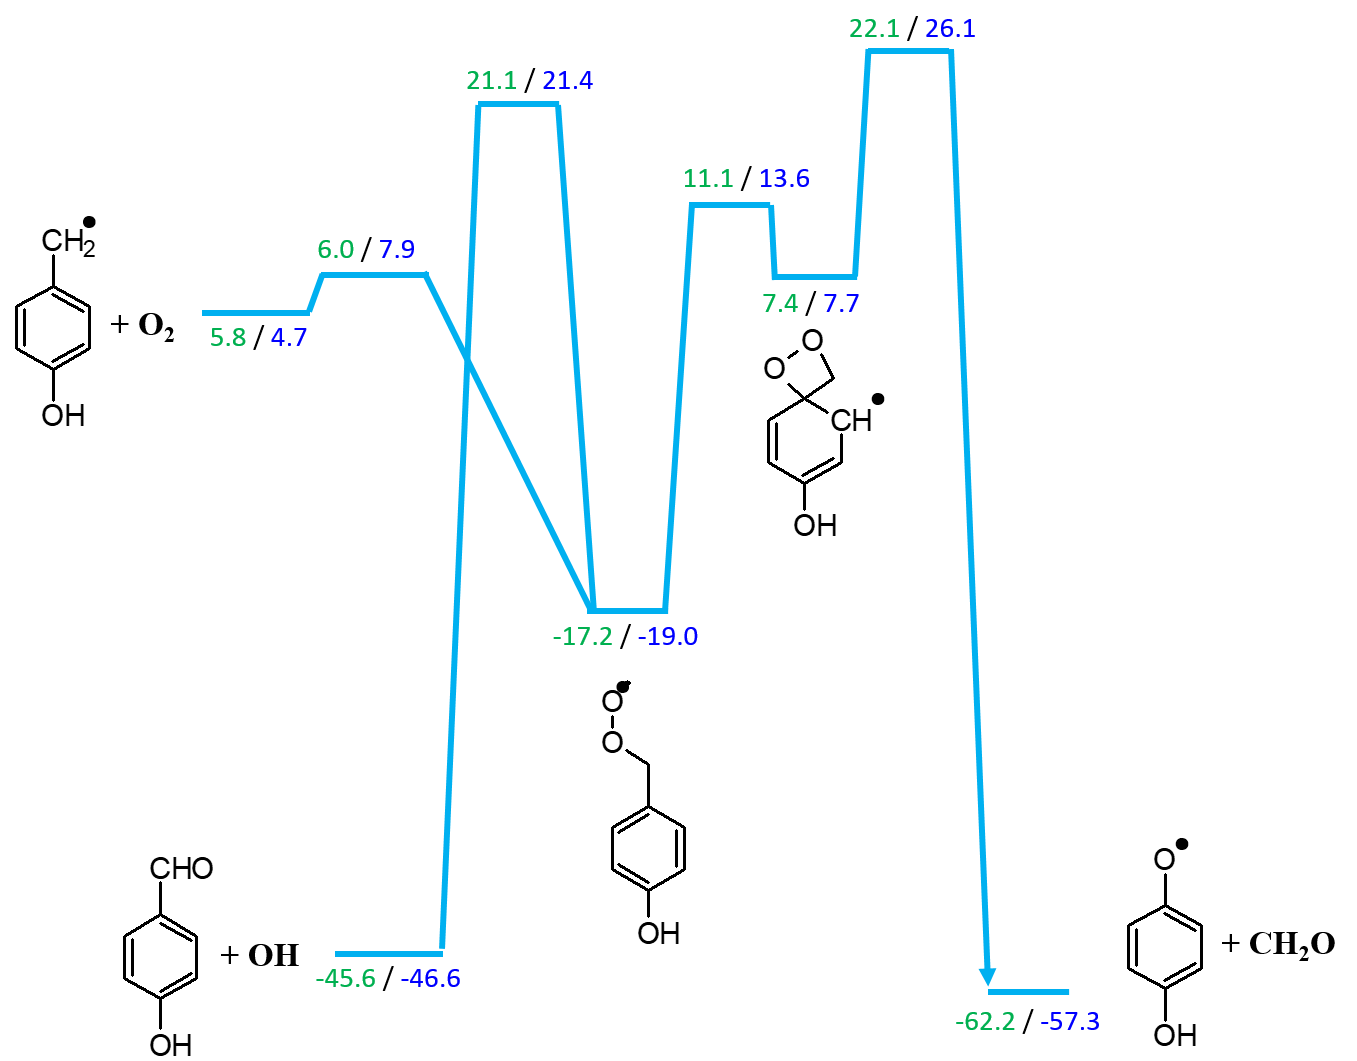 22.1 / 26.1
21.1 / 21.4
11.1 / 13.6
CH2•
6.0 / 7.9
+ O2
5.8 / 4.7
7.4 / 7.7
O
O
OH
CH•
OH
-17.2 / -19.0
O•
O
CHO
O•
OH
+ OH
+ CH2O
-45.6 / -46.6
-62.2 / -57.3
OH
OH